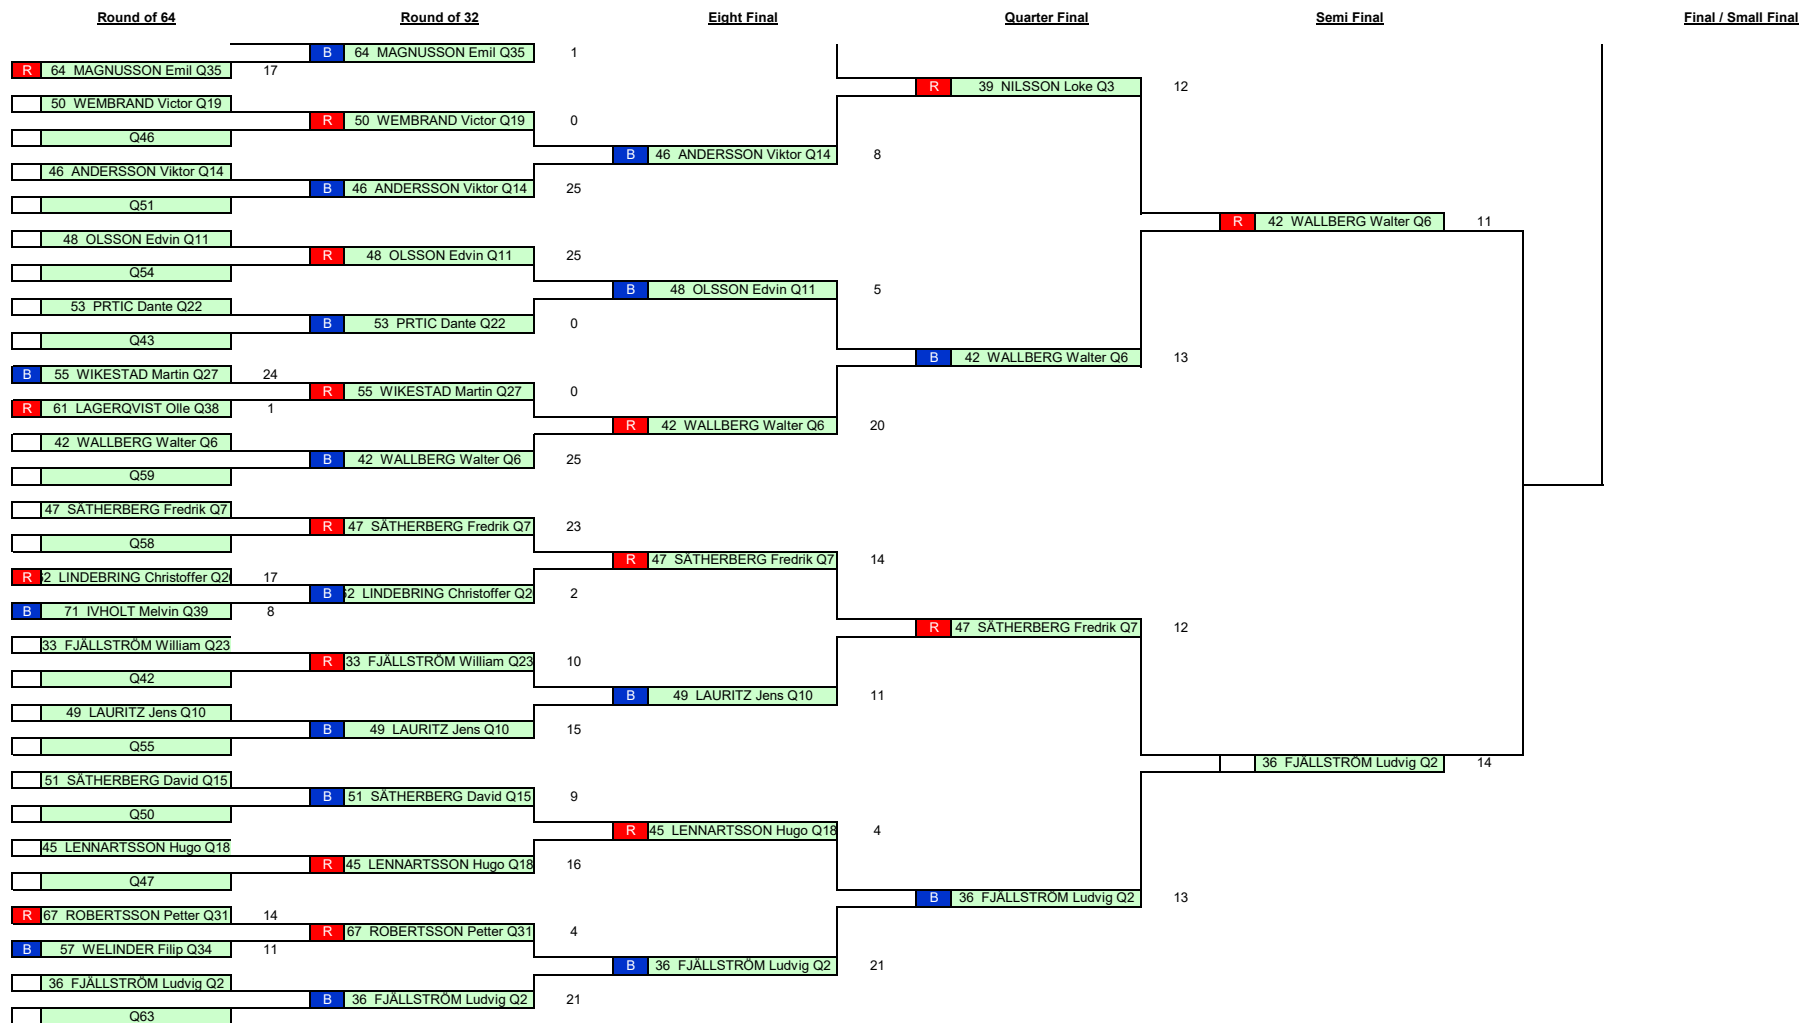 Round of 64 Round of 32 Eight Final Quarter Final Semi Final Final / Small Final
B 64 MAGNUSSON Emil Q35 1
R 64 MAGNUSSON Emil Q35 17
R 39 NILSSON Loke Q3 12
50 WEMBRAND Victor Q19
R 50 WEMBRAND Victor Q19 0
Q46
B 46 ANDERSSON Viktor Q14 8
46 ANDERSSON Viktor Q14
B 46 ANDERSSON Viktor Q14 25
Q51
R 42 WALLBERG Walter Q6 11
48 OLSSON Edvin Q11
R 48 OLSSON Edvin Q11 25
Q54
B 48 OLSSON Edvin Q11 5
53 PRTIC Dante Q22
B 53 PRTIC Dante Q22 0
Q43
B 42 WALLBERG Walter Q6 13
B 55 WIKESTAD Martin Q27 24
R 55 WIKESTAD Martin Q27 0
R 61 LAGERQVIST Olle Q38 1
R 42 WALLBERG Walter Q6 20
42 WALLBERG Walter Q6
B 42 WALLBERG Walter Q6 25
Q59
47 SÄTHERBERG Fredrik Q7
R 47 SÄTHERBERG Fredrik Q7 23
Q58
R 47 SÄTHERBERG Fredrik Q7 14
R 2 LINDEBRING Christoffer Q2 17
B 2 LINDEBRING Christoffer Q2 2
B 71 IVHOLT Melvin Q39 8
R 47 SÄTHERBERG Fredrik Q7 12
33 FJÄLLSTRÖM William Q23
R 33 FJÄLLSTRÖM William Q23 10
Q42
B 49 LAURITZ Jens Q10 11
49 LAURITZ Jens Q10
B 49 LAURITZ Jens Q10 15
Q55
36 FJÄLLSTRÖM Ludvig Q2 14
51 SÄTHERBERG David Q15
B 51 SÄTHERBERG David Q15 9
Q50
R 45 LENNARTSSON Hugo Q18 4
45 LENNARTSSON Hugo Q18
R 45 LENNARTSSON Hugo Q18 16
Q47
B 36 FJÄLLSTRÖM Ludvig Q2 13
R 67 ROBERTSSON Petter Q31 14
R 67 ROBERTSSON Petter Q31 4
B 57 WELINDER Filip Q34 11
B 36 FJÄLLSTRÖM Ludvig Q2 21
36 FJÄLLSTRÖM Ludvig Q2
B 36 FJÄLLSTRÖM Ludvig Q2 21
Q63